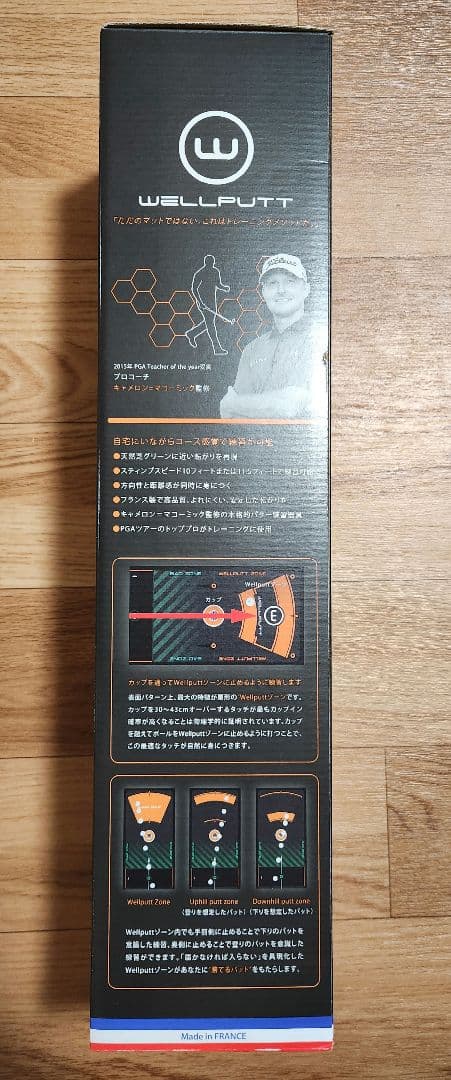 W
WELLPUTT
「ただのマットではない。これはトレーニングメソッドだ。」
Titleist
2015年 PGA Teacher of the year受賞
プロコーチ
キャメロン=マコーミック監修
自宅にいながらコース感覚で練習が可能
●天然芝グリーンに近い転がりを再現
●スティンプスピード10フィートまたは11.5フィートで練習可能
●方向性と距離感が同時に身につく
●フランス製で高品質、よれにくい、安定した転がりを
●キャメロン=マコーミック監修の本格的パター練習器具
●PGAツアーのトッププロがトレーニングに使用
BAD ZONE WELLPUTT ZONE
Wellputt
カップ
BAD ZONE WELLPUTT ZONE
カップを通ってWellputtゾーンに止めるように練習します
表面パターン上、最大の特徴が扇形の"Wellputtゾーン"です。
カップを30〜43cmオーバーするタッチが最もカップイン
確率が高くなることは物理学的に証明されています。カップ
を超えてボールをWellputtゾーンに止めるように打つことで、
この最適なタッチが自然に身につきます。
Wellputt Zone Uphill putt zone Downhill putt zone
(登りを想定したパット) (下りを想定したパット)
Wellputtゾーン内でも手前側に止めることで下りのパットを
意識した練習、奥側に止めることで登りのパットを意識した
練習ができます。「届かなければ入らない」を具現化した
Wellputtゾーンがあなたに"勝てるパット"をもたらします。
Made in FRANCE